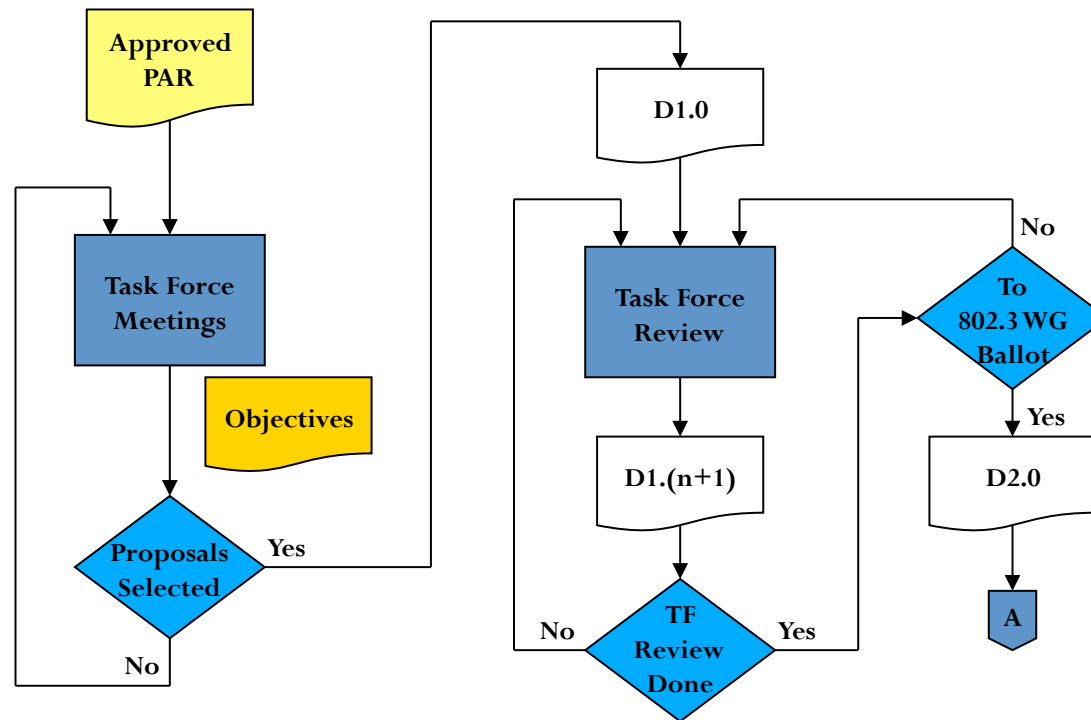 Approved
PAR
Task Force
Meetings
Objectives
Proposals
Selected
Yes
No
D1.0
Task Force
Review
D1.(n+1)
TF
Review
Done
No
Yes
To
802.3 WG
Ballot
No
Yes
D2.0
A